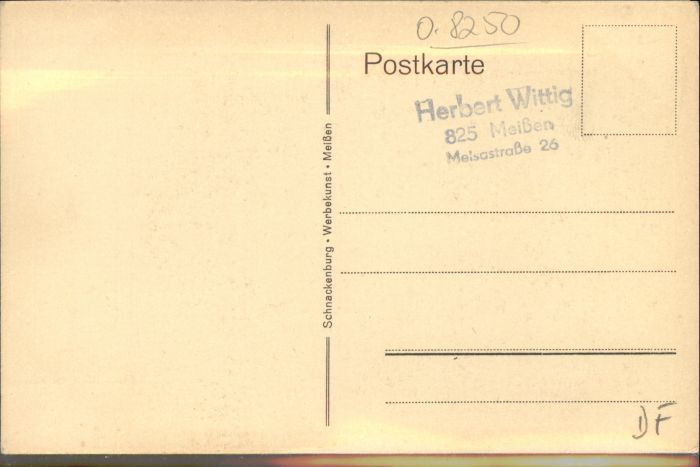 O. 8250
Postkarte
Herbert Wittig
825 Meißen
Meisastraße 26
Schnackenburg • Werbekunst • Meißen
DF